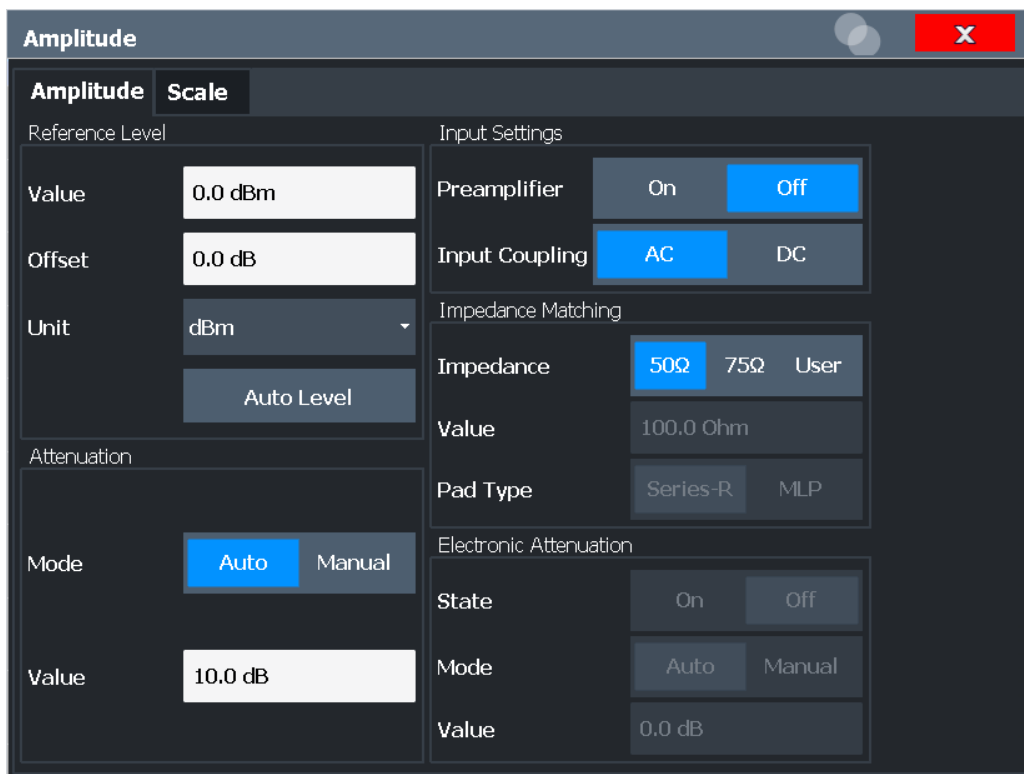 Amplitude
X
Amplitude Scale
Reference Level
Value 0.0 dBm
Offset 0.0 dB
Unit dBm
Auto Level
Attenuation
Mode Auto Manual
Value 10.0 dB
Input Settings
Preamplifier On Off
Input Coupling AC DC
Impedance Matching
Impedance 50Ω 75Ω User
Value 100.0 Ohm
Pad Type Series-R MLP
Electronic Attenuation
State On Off
Mode Auto Manual
Value 0.0 dB